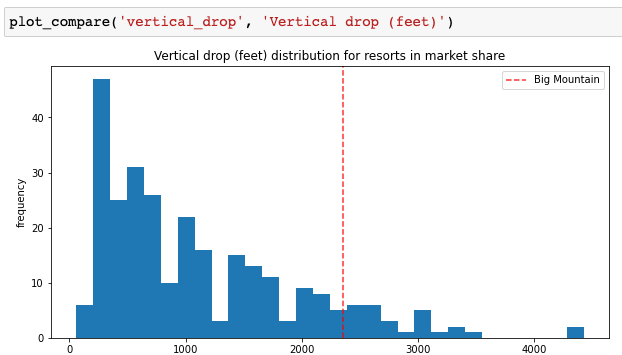 plot_compare('vertical_drop', 'Vertical drop (feet)')
Vertical drop (feet) distribution for resorts in market share
Big Mountain
frequency
40
30
20
10
0
0 1000 2000 3000 4000